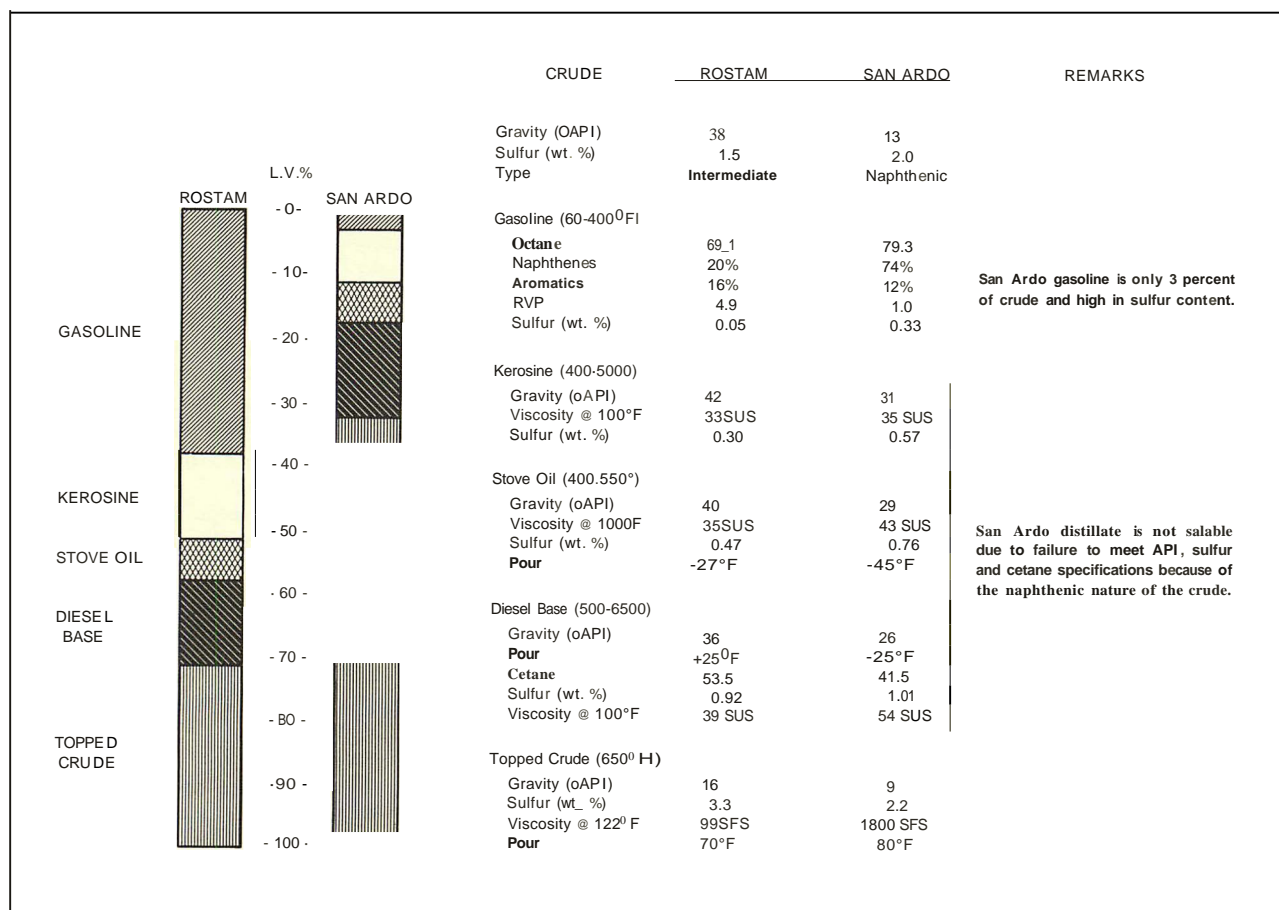 CRUDE ROSTAM SAN ARDO REMARKS
Gravity (OAPI) 38 13
Sulfur (wt. %) 1.5 2.0
Type Intermediate Naphthenic
L.V.%
ROSTAM SAN ARDO
- 0-
- 10-
- 20 -
- 30 -
- 40 -
- 50 -
· 60 -
- 70 -
- 80 -
·90 -
- 100 ·
GASOLINE
KEROSINE
STOVE OIL
DIESEL
BASE
TOPPED
CRUDE
Gasoline (60-400⁰Fl
Octane 69_1 79.3
Naphthenes 20% 74%
Aromatics 16% 12%
RVP 4.9 1.0
Sulfur (wt. %) 0.05 0.33
San Ardo gasoline is only 3 percent
of crude and high in sulfur content.
Kerosine (400·5000)
Gravity (oAPI) 42 31
Viscosity @ 100°F 33SUS 35 SUS
Sulfur (wt. %) 0.30 0.57
Stove Oil (400.550°)
Gravity (oAPI) 40 29
Viscosity @ 1000F 35SUS 43 SUS
Sulfur (wt. %) 0.47 0.76
Pour -27°F -45°F
San Ardo distillate is not salable
due to failure to meet API, sulfur
and cetane specifications because of
the naphthenic nature of the crude.
Diesel Base (500-6500)
Gravity (oAPI) 36 26
Pour +25⁰F -25°F
Cetane 53.5 41.5
Sulfur (wt. %) 0.92 1.01
Viscosity @ 100°F 39 SUS 54 SUS
Topped Crude (650⁰ H)
Gravity (oAPI) 16 9
Sulfur (wt_ %) 3.3 2.2
Viscosity @ 122⁰ F 99SFS 1800 SFS
Pour 70°F 80°F